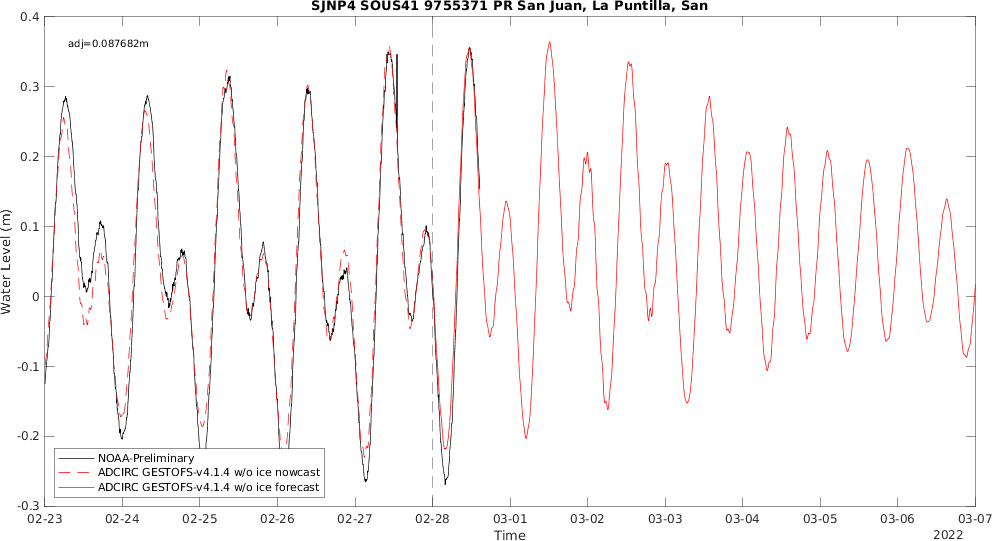 SJNP4 SOUS41 9755371 PR San Juan, La Puntilla, San
adj=0.087682m
Water Level (m)
0.4
0.3
0.2
0.1
0
-0.1
-0.2
-0.3
NOAA-Preliminary
ADCIRC GESTOFS-v4.1.4 w/o ice nowcast
ADCIRC GESTOFS-v4.1.4 w/o ice forecast
02-23 02-24 02-25 02-26 02-27 02-28 03-01 03-02 03-03 03-04 03-05 03-06 03-07
Time
2022